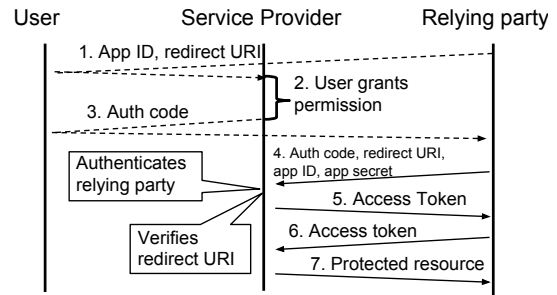 User
Service Provider
Relying party
1. App ID, redirect URI
2. User grants
permission
3. Auth code
4. Auth code, redirect URI,
app ID, app secret
Authenticates
relying party
5. Access Token
6. Access token
Verifies
redirect URI
7. Protected resource